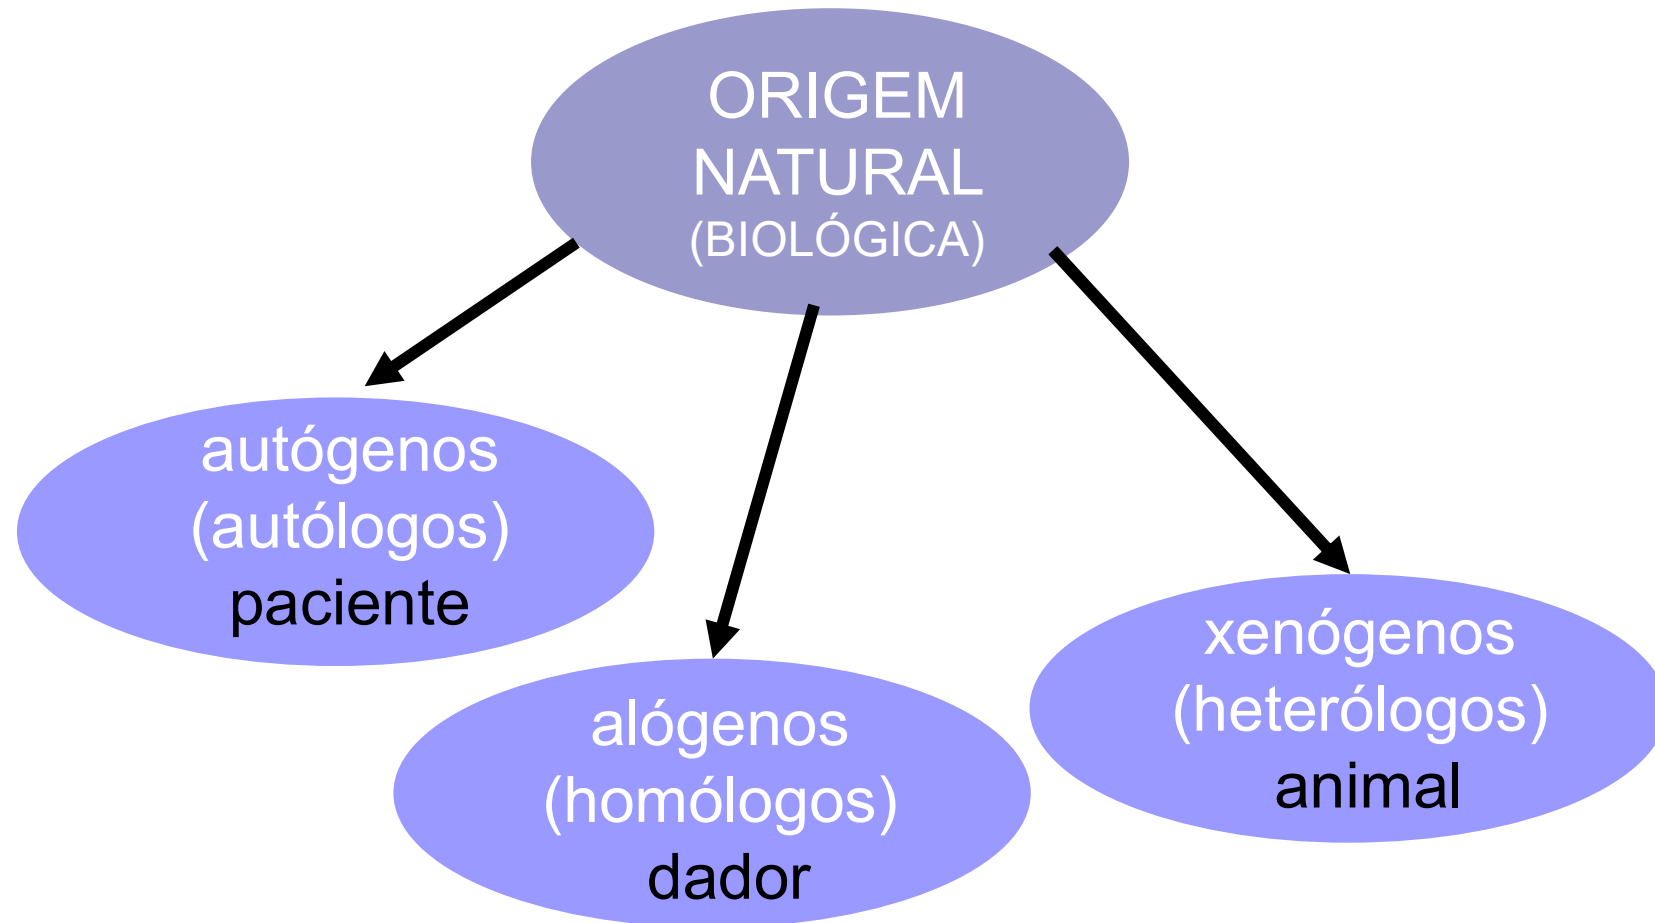 ORIGEM
NATURAL
(BIOLÓGICA)
autógenos
(autólogos)
paciente
alógenos
(homólogos)
dador
xenógenos
(heterólogos)
animal